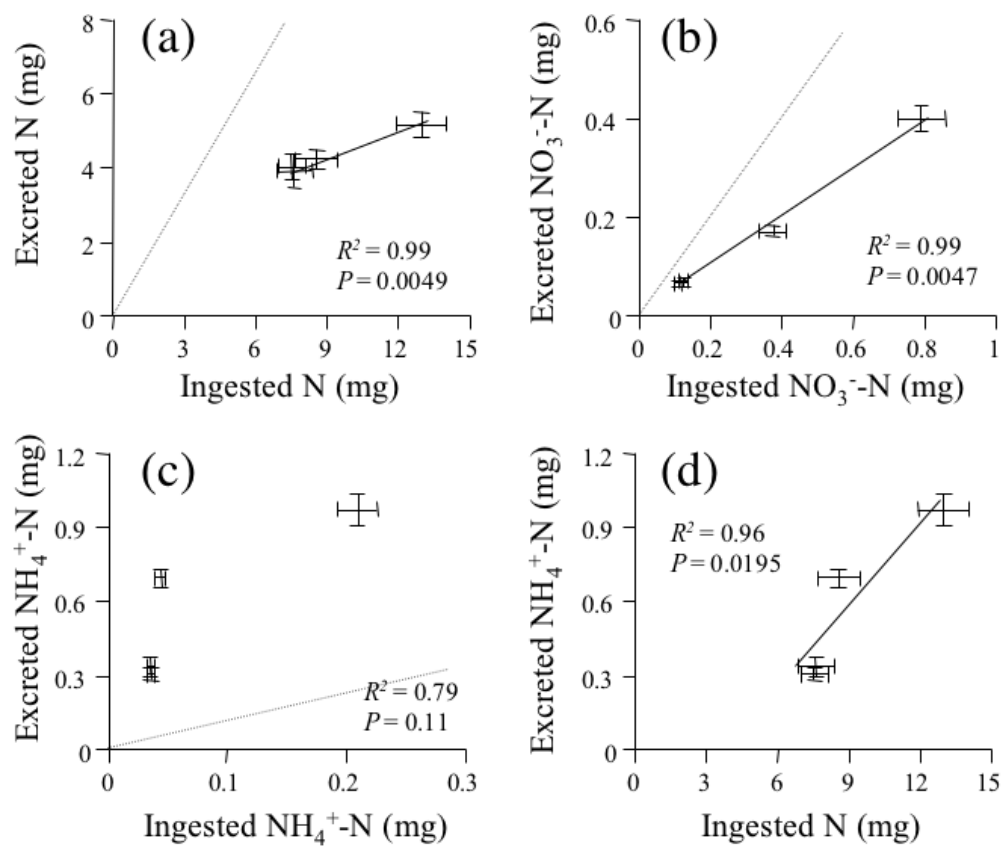 (a)
Excreted N (mg)
8
6
4
2
0
R² = 0.99
P = 0.0049
0 3 6 9 12 15
Ingested N (mg)
(b)
Excreted NO₃⁻-N (mg)
0.6
0.4
0.2
0
R² = 0.99
P = 0.0047
0 0.2 0.4 0.6 0.8 1
Ingested NO₃⁻-N (mg)
(c)
Excreted NH₄⁺-N (mg)
1.2
0.9
0.6
0.3
0
R² = 0.79
P = 0.11
0 0.1 0.2 0.3
Ingested NH₄⁺-N (mg)
(d)
Excreted NH₄⁺-N (mg)
1.2
0.9
0.6
0.3
0
R² = 0.96
P = 0.0195
0 3 6 9 12 15
Ingested N (mg)